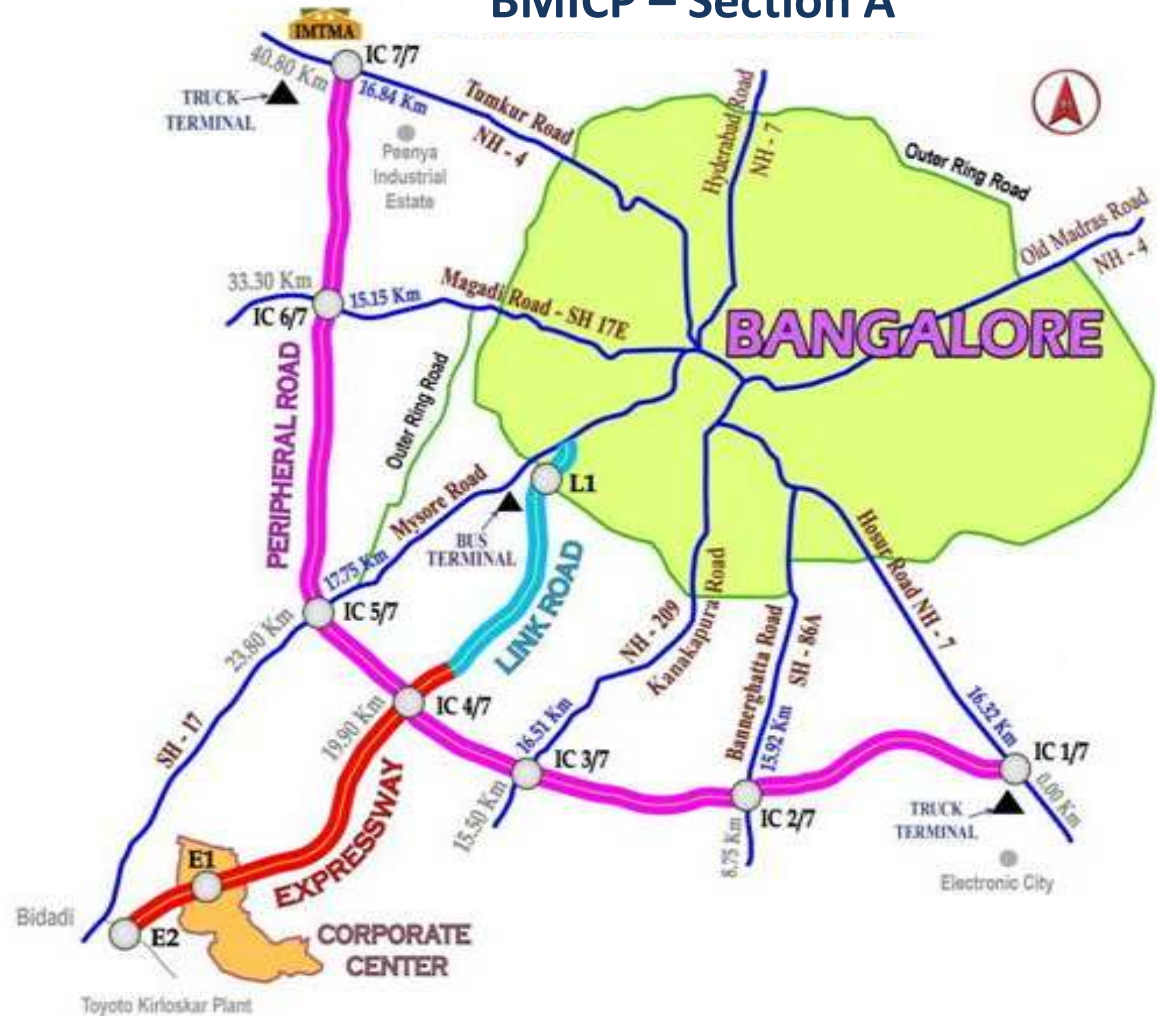 BMICP – Section A
IMTMA
IC 7/7
40.80 Km
16.84 Km
TRUCK
TERMINAL
Tumkur Road
NH - 4
Peenya
Industrial
Estate
Hyderabad Road
NH - 7
Outer Ring Road
Old Madras Road
NH - 4
33.30 Km
15.15 Km
IC 6/7
Magadi Road - SH 17E
BANGALORE
PERIPHERAL ROAD
Outer Ring Road
Mysore Road
L1
BUS
TERMINAL
17.75 Km
IC 5/7
23.80 Km
LINK ROAD
NH - 209
Kanakapura Road
Bannerghatta Road
SH - 86A
Hosur Road NH - 7
SH - 17
19.90 Km
IC 4/7
16.51 Km
IC 3/7
15.50 Km
15.92 Km
IC 2/7
8.75 Km
16.32 Km
IC 1/7
0.00 Km
TRUCK
TERMINAL
Electronic City
EXPRESSWAY
E1
E2
Bidadi
CORPORATE
CENTER
Toyoto Kirloskar Plant